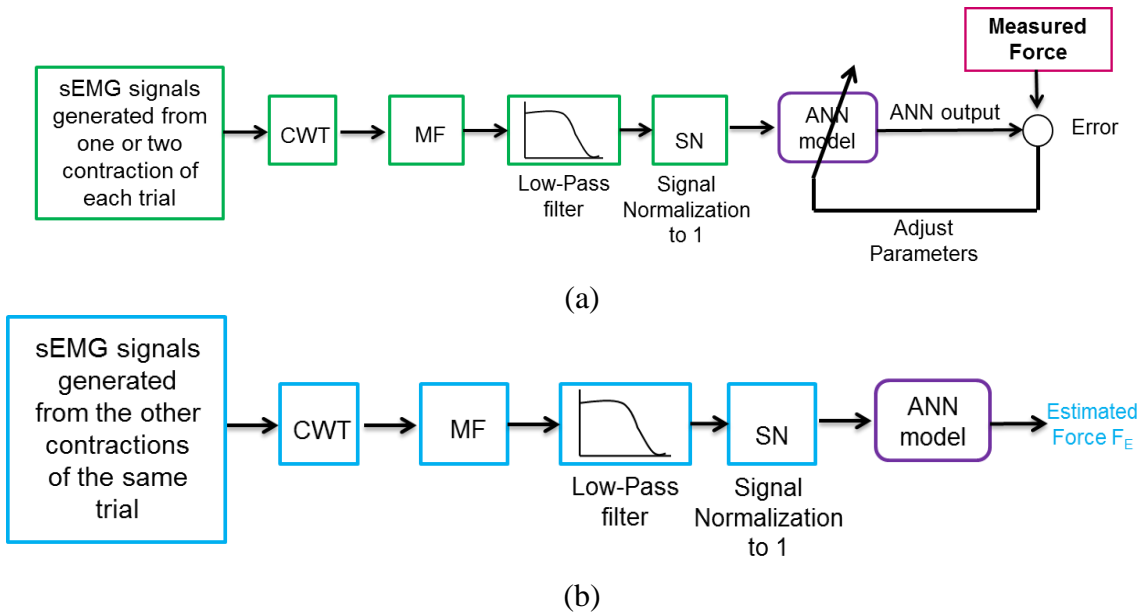 sEMG signals
generated from
one or two
contraction of
each trial
CWT
MF
Low-Pass
filter
SN
Signal
Normalization
to 1
ANN
model
ANN output
Measured
Force
Error
Adjust
Parameters
(a)
sEMG signals
generated
from the other
contractions
of the same
trial
CWT
MF
Low-Pass
filter
SN
Signal
Normalization
to 1
ANN
model
Estimated
Force F_E
(b)